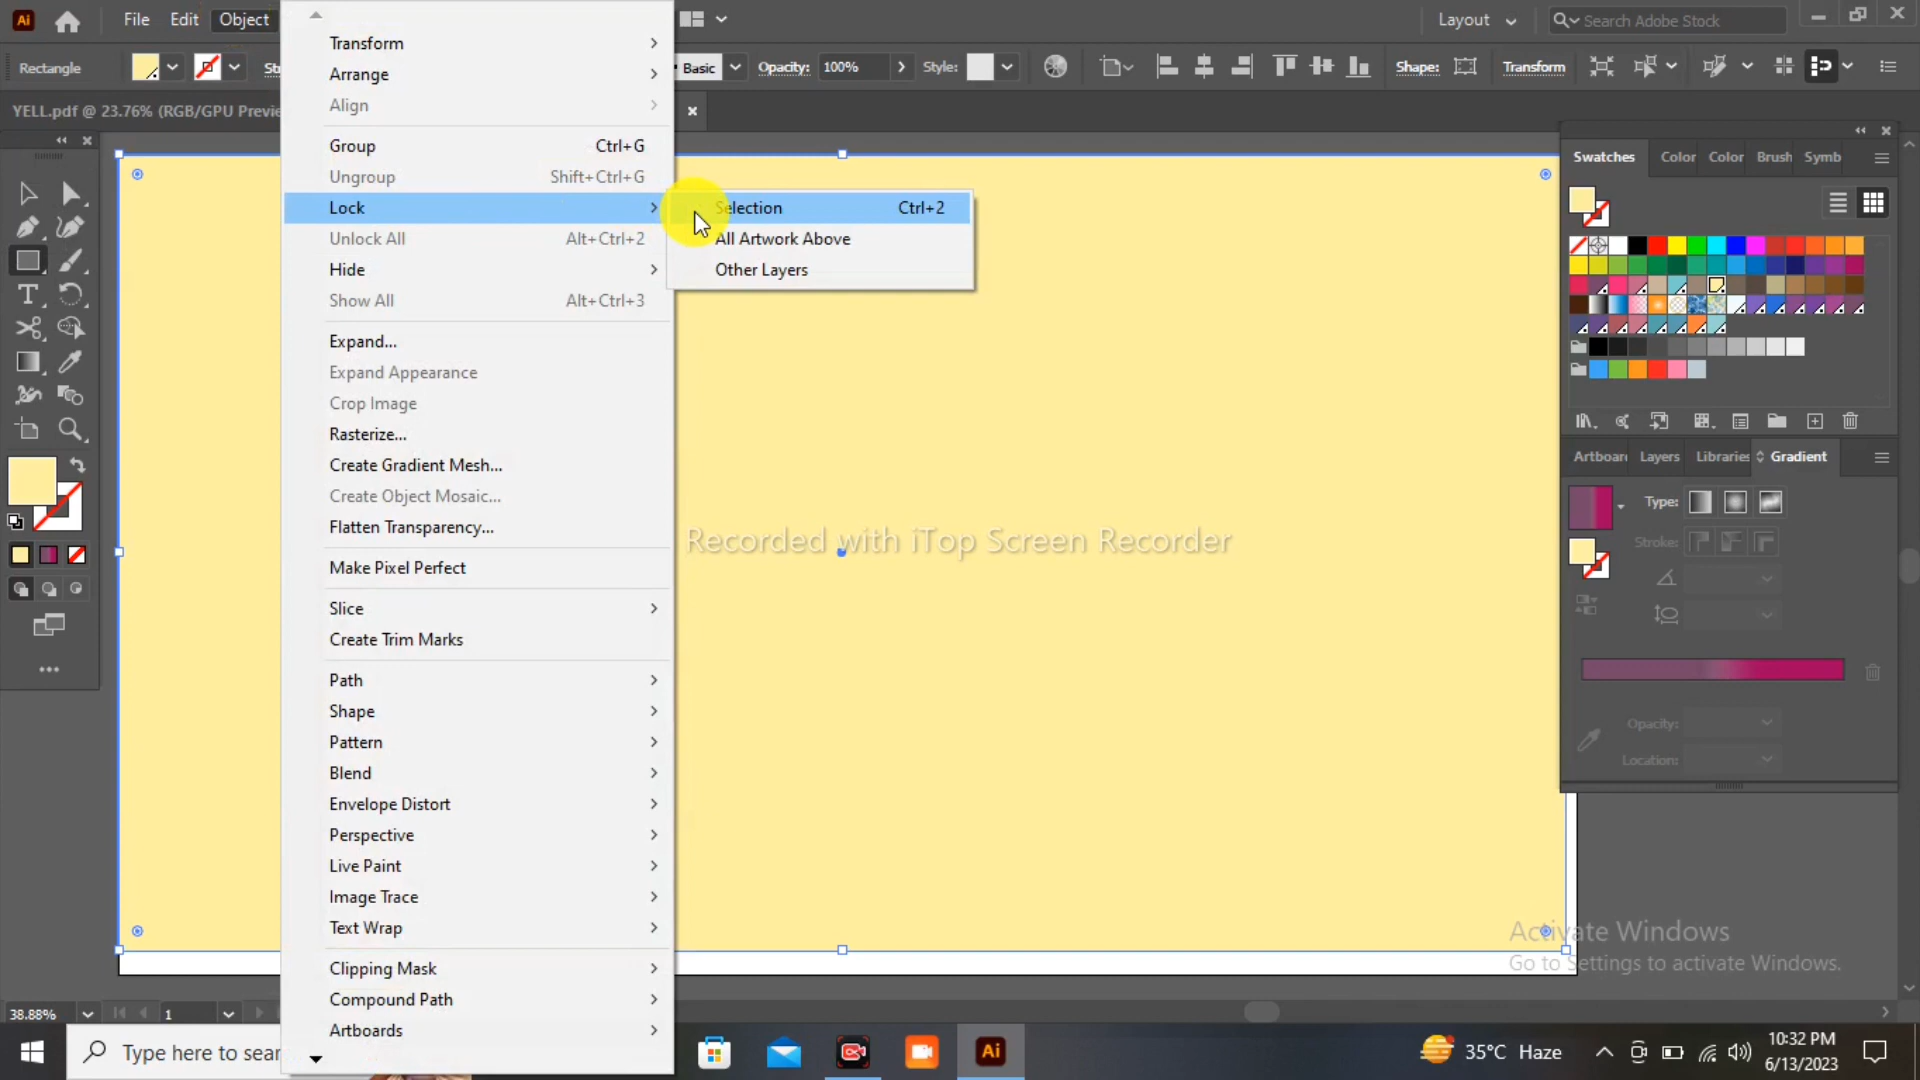 Ai File Edit Object Layout Search Adobe Stock
Rectangle Basic Opacity: 100% Style: Shape: Transform
YELL.pdf @ 23.76% (RGB/GPU Previe
Transform
Arrange
Align
Group Ctrl+G
Ungroup Shift+Ctrl+G
Lock
Unlock All Alt+Ctrl+2
Hide
Show All Alt+Ctrl+3
Expand...
Expand Appearance
Crop Image
Rasterize...
Create Gradient Mesh...
Create Object Mosaic...
Flatten Transparency...
Make Pixel Perfect
Slice
Create Trim Marks
Path
Shape
Pattern
Blend
Envelope Distort
Perspective
Live Paint
Image Trace
Text Wrap
Clipping Mask
Compound Path
Artboards
Selection Ctrl+2
All Artwork Above
Other Layers
Swatches Color Color Brush Symb
Artboar Layers Libraries Gradient
Type:
Stroke:
Opacity:
Location:
Recorded with iTop Screen Recorder
Activate Windows
Go to Settings to activate Windows.
38.88% 1
Type here to sear
Ai
35°C Haze
10:32 PM
6/13/2023